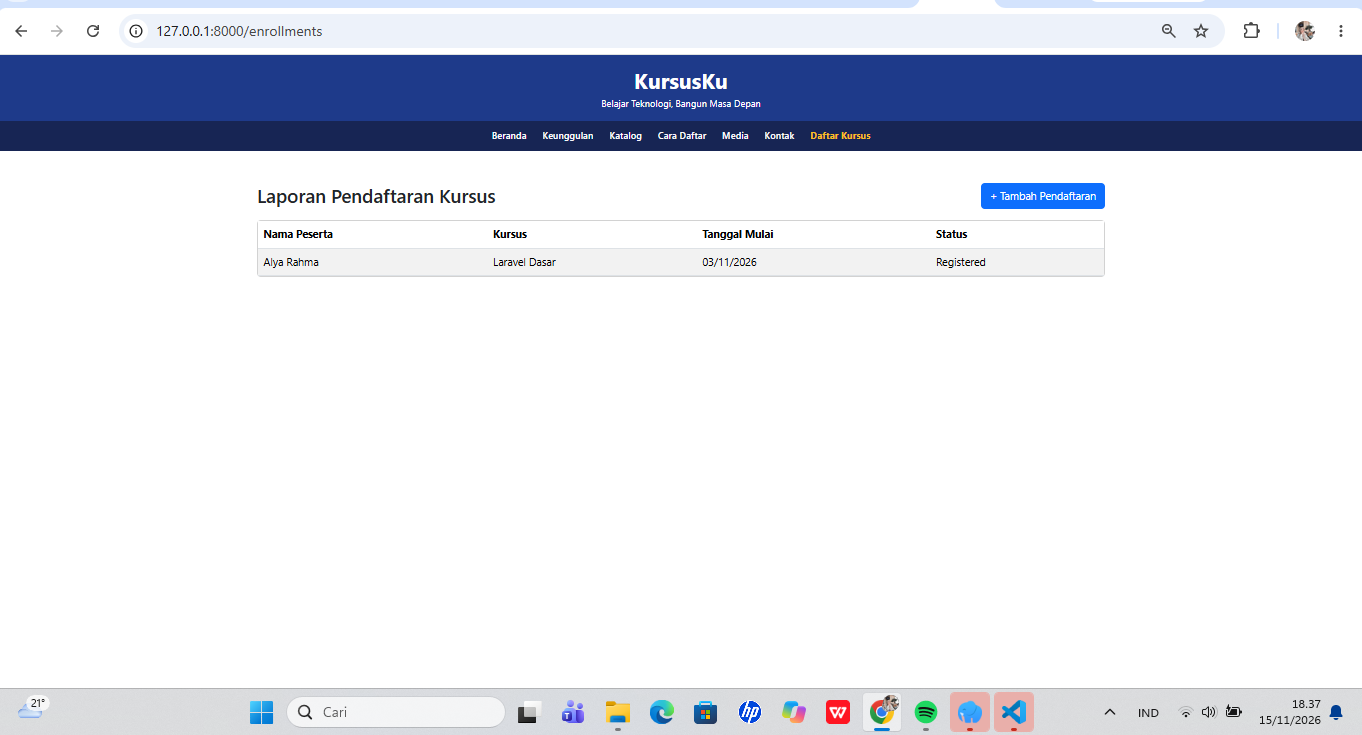 127.0.0.1:8000/enrollments
KursusKu
Belajar Teknologi, Bangun Masa Depan
Beranda Keunggulan Katalog Cara Daftar Media Kontak Daftar Kursus
Laporan Pendaftaran Kursus
+ Tambah Pendaftaran
Nama Peserta Kursus Tanggal Mulai Status
Alya Rahma Laravel Dasar 03/11/2026 Registered
21°
Cari
IND
18.37
15/11/2026